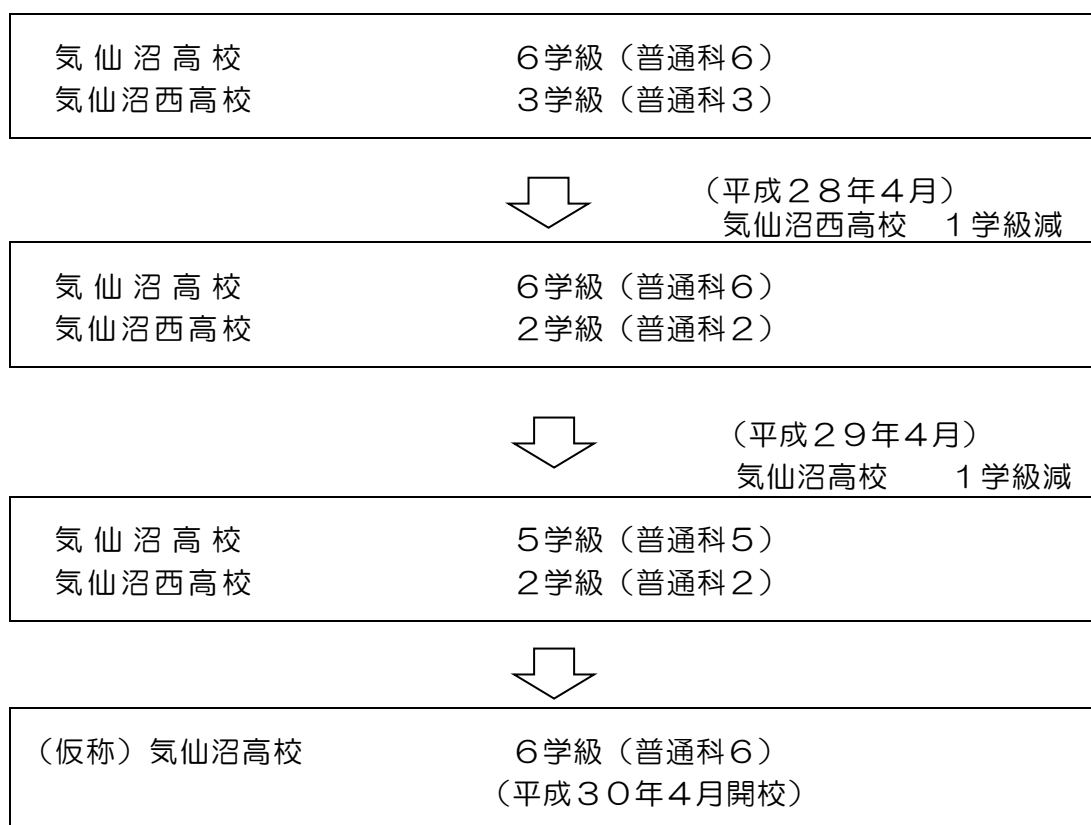 気仙沼高校 ６学級（普通科６）
気仙沼西高校 ３学級（普通科３）
（平成２８年４月）
気仙沼西高校 １学級減
気仙沼高校 ６学級（普通科６）
気仙沼西高校 ２学級（普通科２）
（平成２９年４月）
気仙沼高校 １学級減
気仙沼高校 ５学級（普通科５）
気仙沼西高校 ２学級（普通科２）
（仮称）気仙沼高校 ６学級（普通科６）
（平成３０年４月開校）